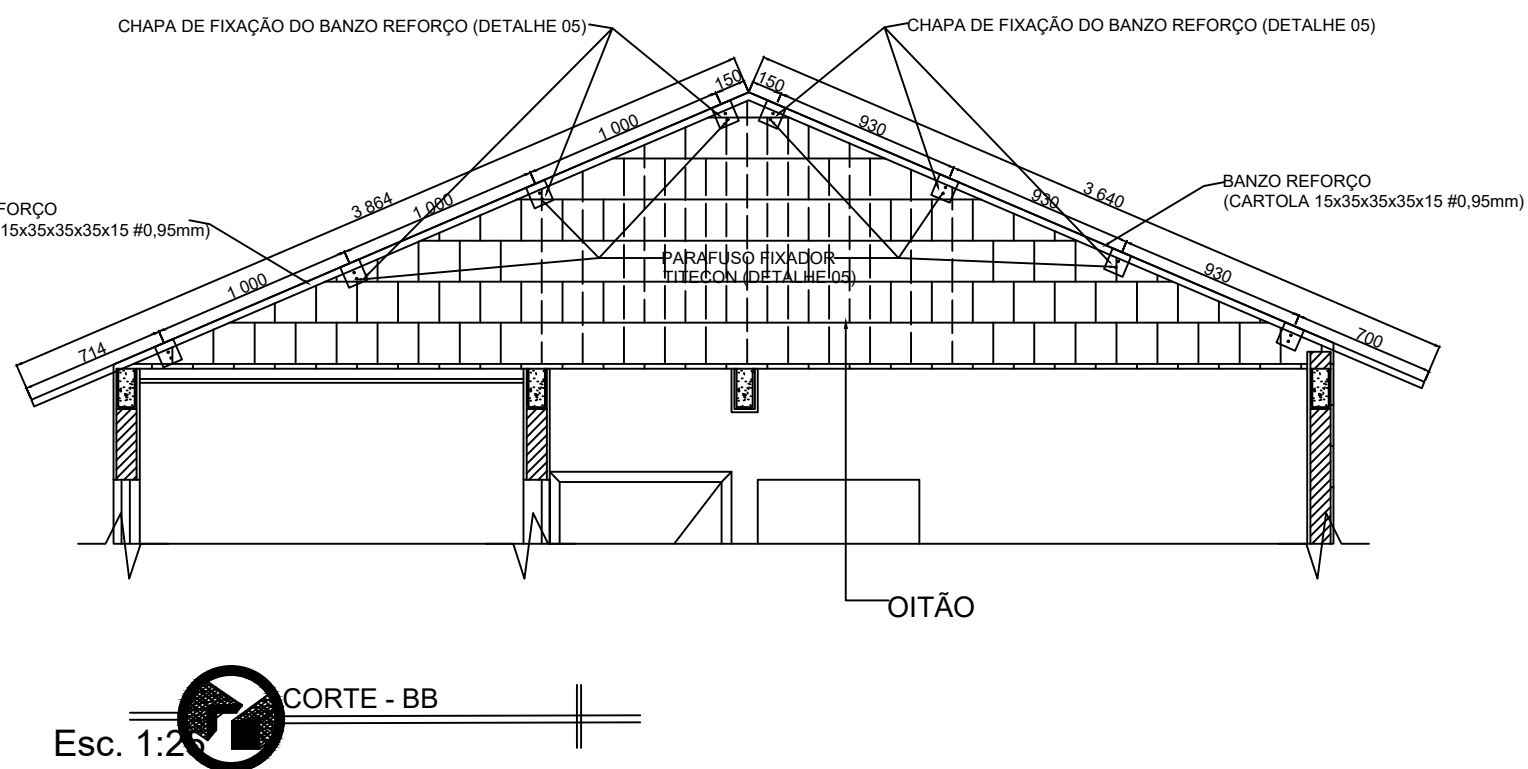 CHAPA DE FIXAÇÃO DO BANZO REFORÇO (DETALHE 05)
CHAPA DE FIXAÇÃO DO BANZO REFORÇO (DETALHE 05)
150
150
1 000
930
3 864
1 000
930
3 640
BANZO REFORÇO
(CARTOLA 15x35x35x35x15 #0,95mm)
FORÇO
15x35x35x35x15 #0,95mm)
PARAFUSO FIXADOR
TITECON (DETALHE 05)
1 000
930
714
700
OITÃO
CORTE - BB
Esc. 1:25